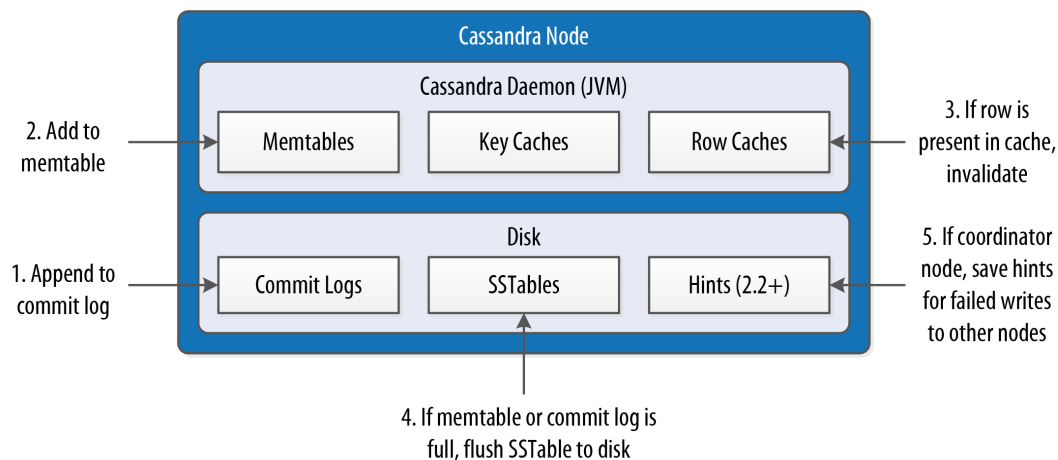 Cassandra Node
Cassandra Daemon (JVM)
2. Add to
memtable
Memtables
Key Caches
Row Caches
3. If row is
present in cache,
invalidate
Disk
1. Append to
commit log
Commit Logs
SSTables
Hints (2.2+)
5. If coordinator
node, save hints
for failed writes
to other nodes
4. If memtable or commit log is
full, flush SSTable to disk